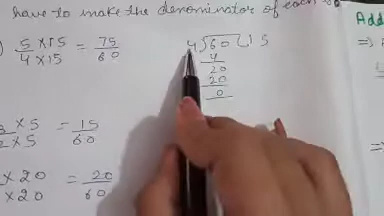 have to make the denominator of each
5 × 15 / 4 × 15 = 75 / 60
4)60(15
4
20
20
0
× 5 / × 5 = 15 / 60
× 20 / × 20 = 20 / 60
Add